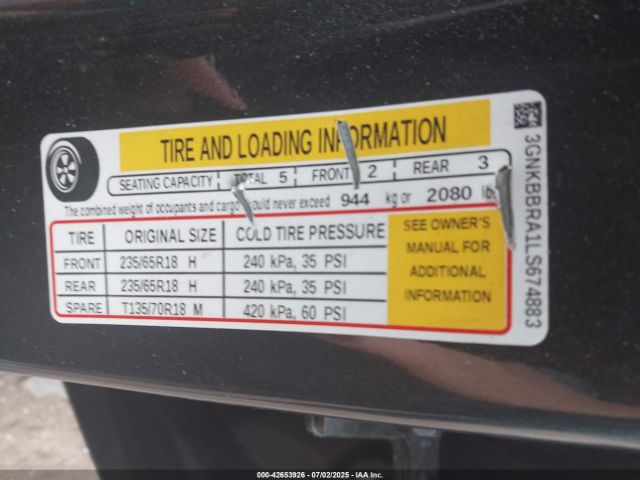 TIRE AND LOADING INFORMATION
SEATING CAPACITY TOTAL 5 FRONT 2 REAR 3
The combined weight of occupants and cargo should never exceed 944 kg or 2080 lbs
TIRE ORIGINAL SIZE COLD TIRE PRESSURE
FRONT 235/65R18 H 240 kPa, 35 PSI
REAR 235/65R18 H 240 kPa, 35 PSI
SPARE T135/70R18 M 420 kPa, 60 PSI
SEE OWNER'S
MANUAL FOR
ADDITIONAL
INFORMATION
3GNKBBRA1LS674883
000-42653926 07/02/2025 IAA Inc.